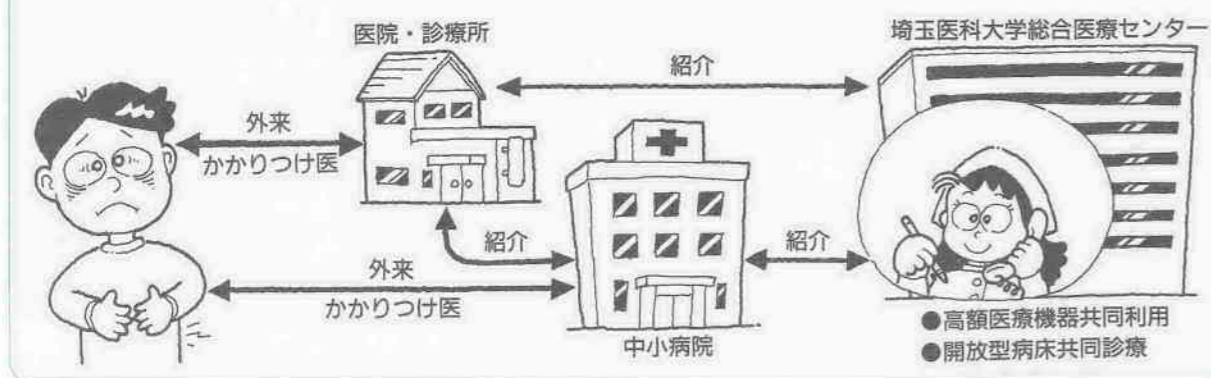 医院・診療所
埼玉医科大学総合医療センター
紹介
外来
かかりつけ医
紹介
紹介
外来
かかりつけ医
中小病院
●高額医療機器共同利用
●開放型病床共同診療